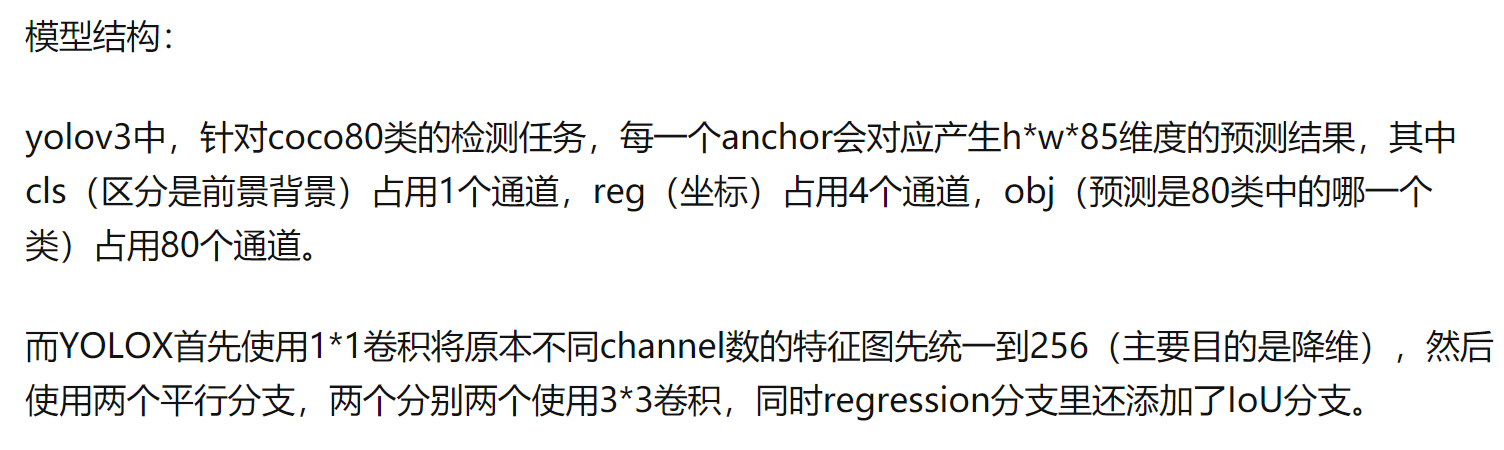 模型结构：
yolov3中，针对coco80类的检测任务，每一个anchor会对应产生h*w*85维度的预测结果，其中
cls（区分是前景背景）占用1个通道，reg（坐标）占用4个通道，obj（预测是80类中的哪一个
类）占用80个通道。
而YOLOX首先使用1*1卷积将原本不同channel数的特征图先统一到256（主要目的是降维），然后
使用两个平行分支，两个分别两个使用3*3卷积，同时regression分支里还添加了IoU分支。